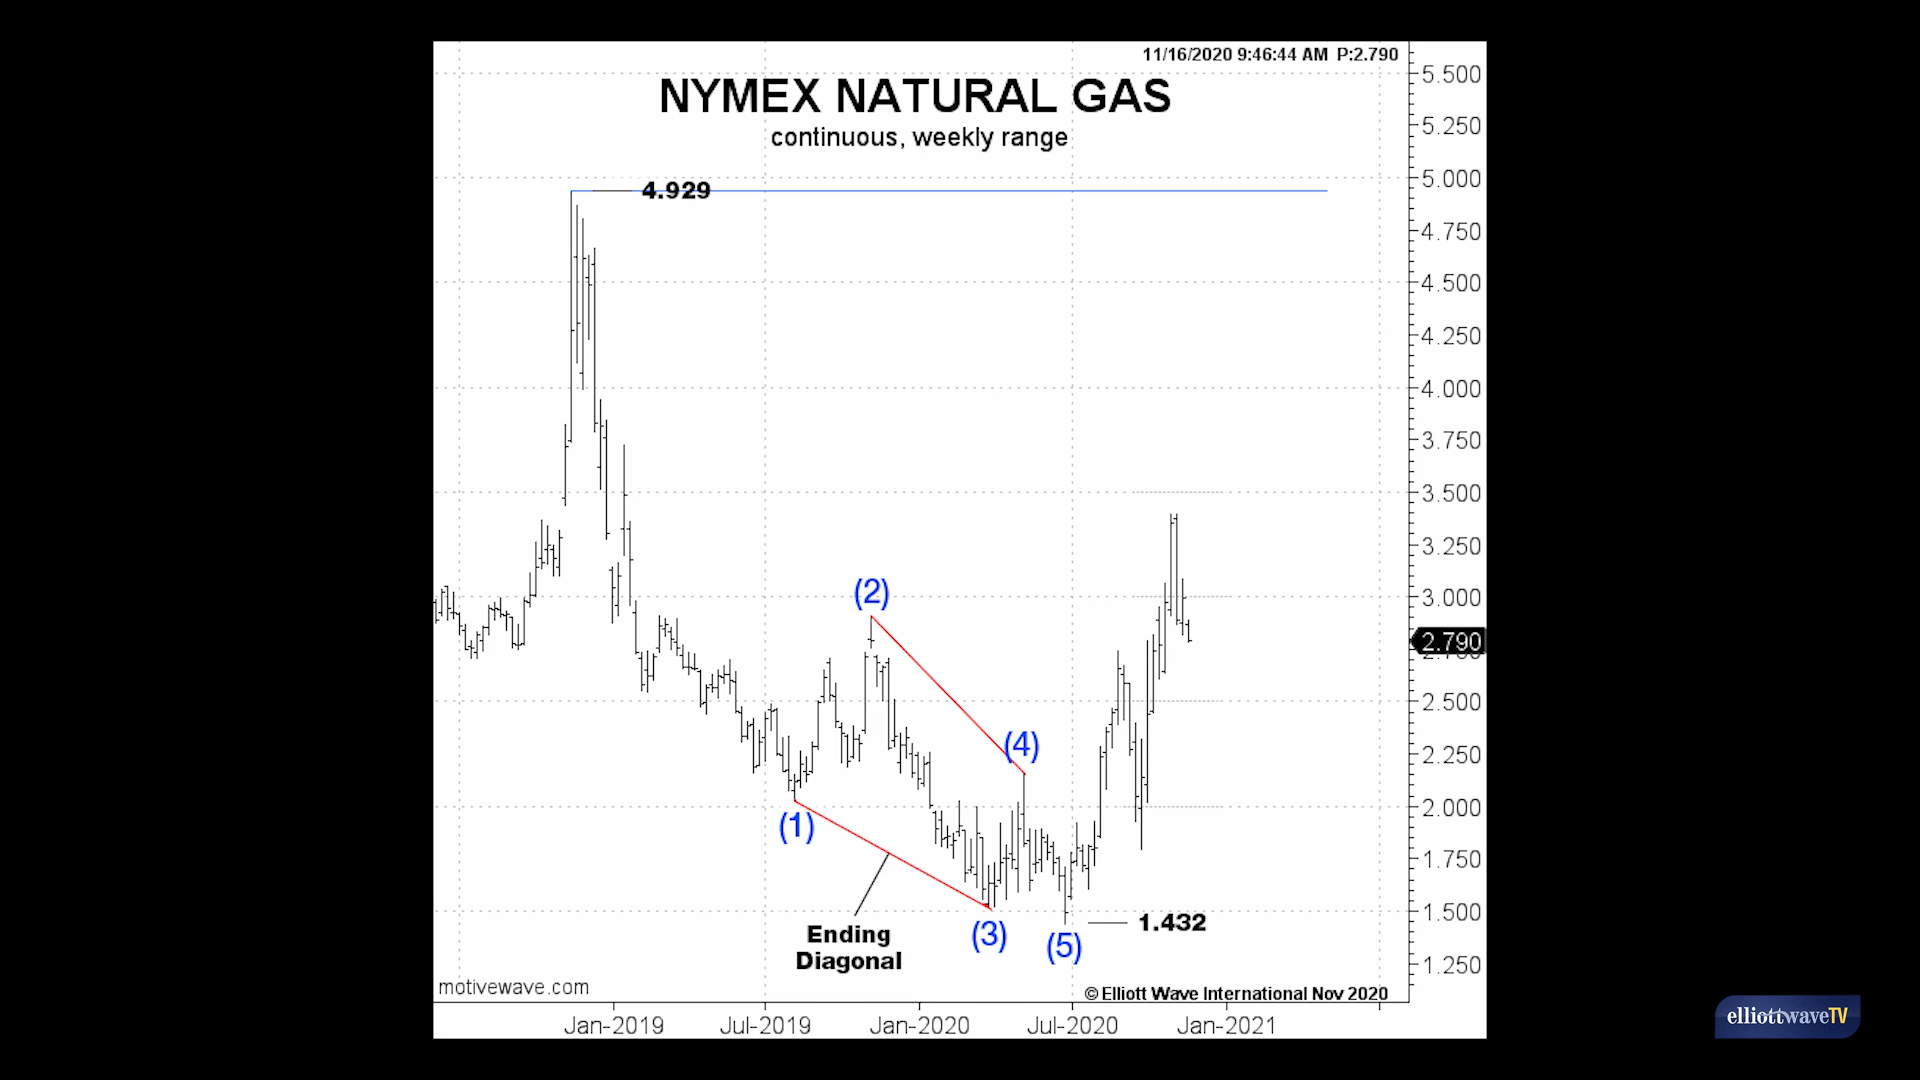 11/16/2020 9:46:44 AM P:2.790
NYMEX NATURAL GAS
continuous, weekly range
4.929
5.500
5.250
5.000
4.750
4.500
4.250
4.000
3.750
3.500
3.250
3.000
2.790
2.750
2.500
2.250
2.000
1.750
1.500
1.250
(2)
(4)
(1)
(3)
(5)
1.432
Ending
Diagonal
motivewave.com
© Elliott Wave International Nov 2020
Jan-2019
Jul-2019
Jan-2020
Jul-2020
Jan-2021
elliottwaveTV